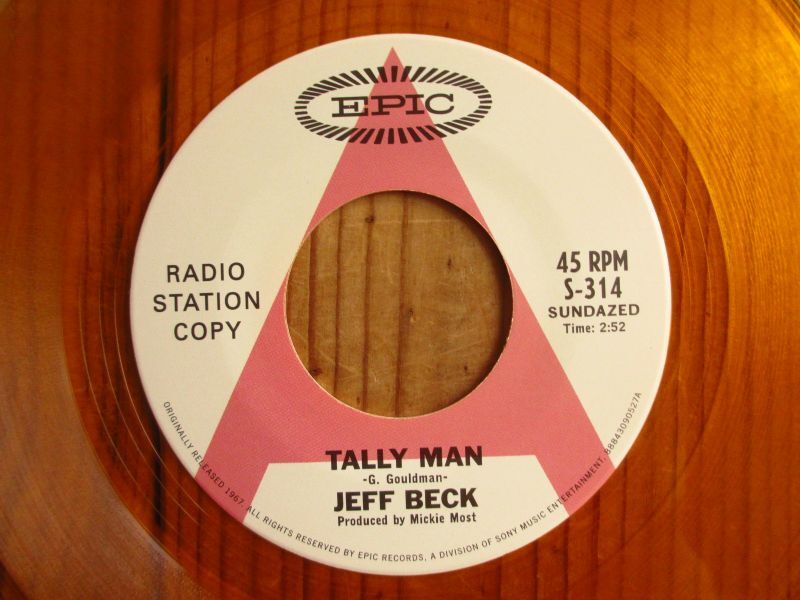 EPIC
RADIO
STATION
COPY
45 RPM
S-314
SUNDAZED
Time: 2:52
TALLY MAN
-G. Gouldman-
JEFF BECK
Produced by Mickie Most
ORIGINALLY RELEASED 1967. ALL RIGHTS RESERVED BY EPIC RECORDS, A DIVISION OF SONY MUSIC ENTERTAINMENT. 88843090527A